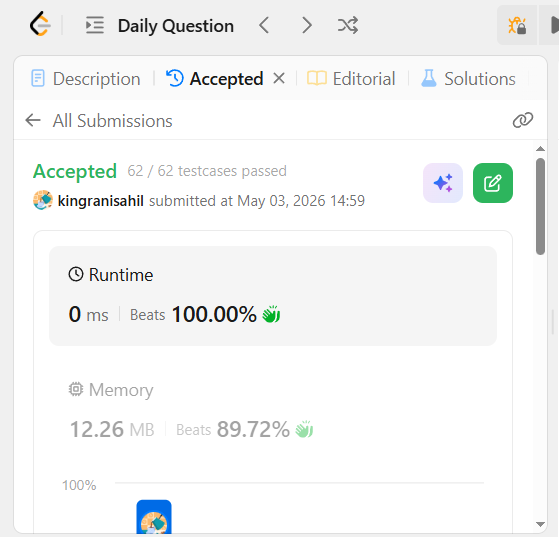 Daily Question
Description Accepted Editorial Solutions
All Submissions
Accepted 62 / 62 testcases passed
kingranisahil submitted at May 03, 2026 14:59
Runtime
0 ms Beats 100.00%
Memory
12.26 MB Beats 89.72%
100%